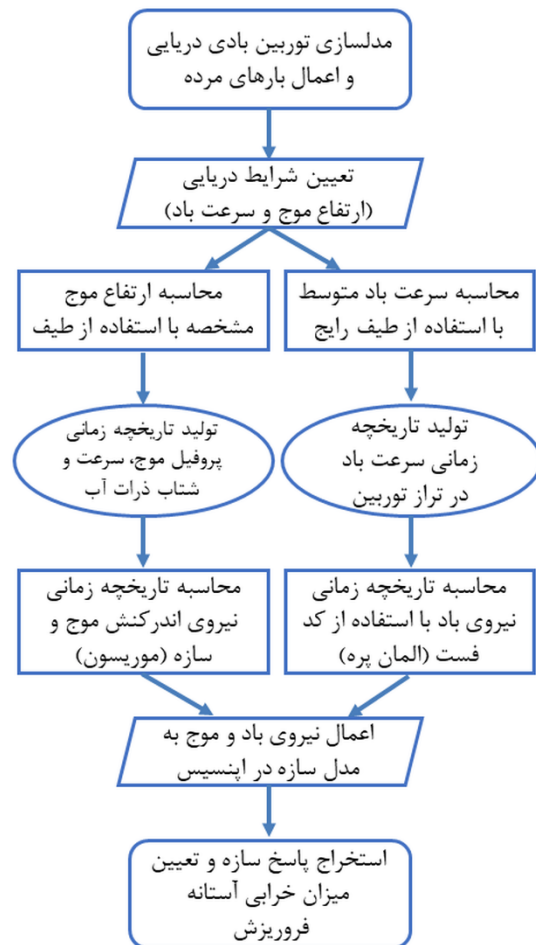 مدلسازی توربین بادی دریایی
و اعمال بارهای مرده
تعیین شرایط دریایی
(ارتفاع موج و سرعت باد)
محاسبه سرعت باد متوسط
با استفاده از طیف رایج
محاسبه ارتفاع موج
مشخصه با استفاده از طیف
تولید تاریخچه
زمانی سرعت باد
در تراز توربین
تولید تاریخچه زمانی
پروفیل موج، سرعت و
شتاب ذرات آب
محاسبه تاریخچه زمانی
نیروی باد با استفاده از کد
فست (المان پره)
محاسبه تاریخچه زمانی
نیروی اندرکنش موج و
سازه (موریسون)
اعمال نیروی باد و موج به
مدل سازه در اپنسیس
استخراج پاسخ سازه و تعیین
میزان خرابی آستانه
فروریزش